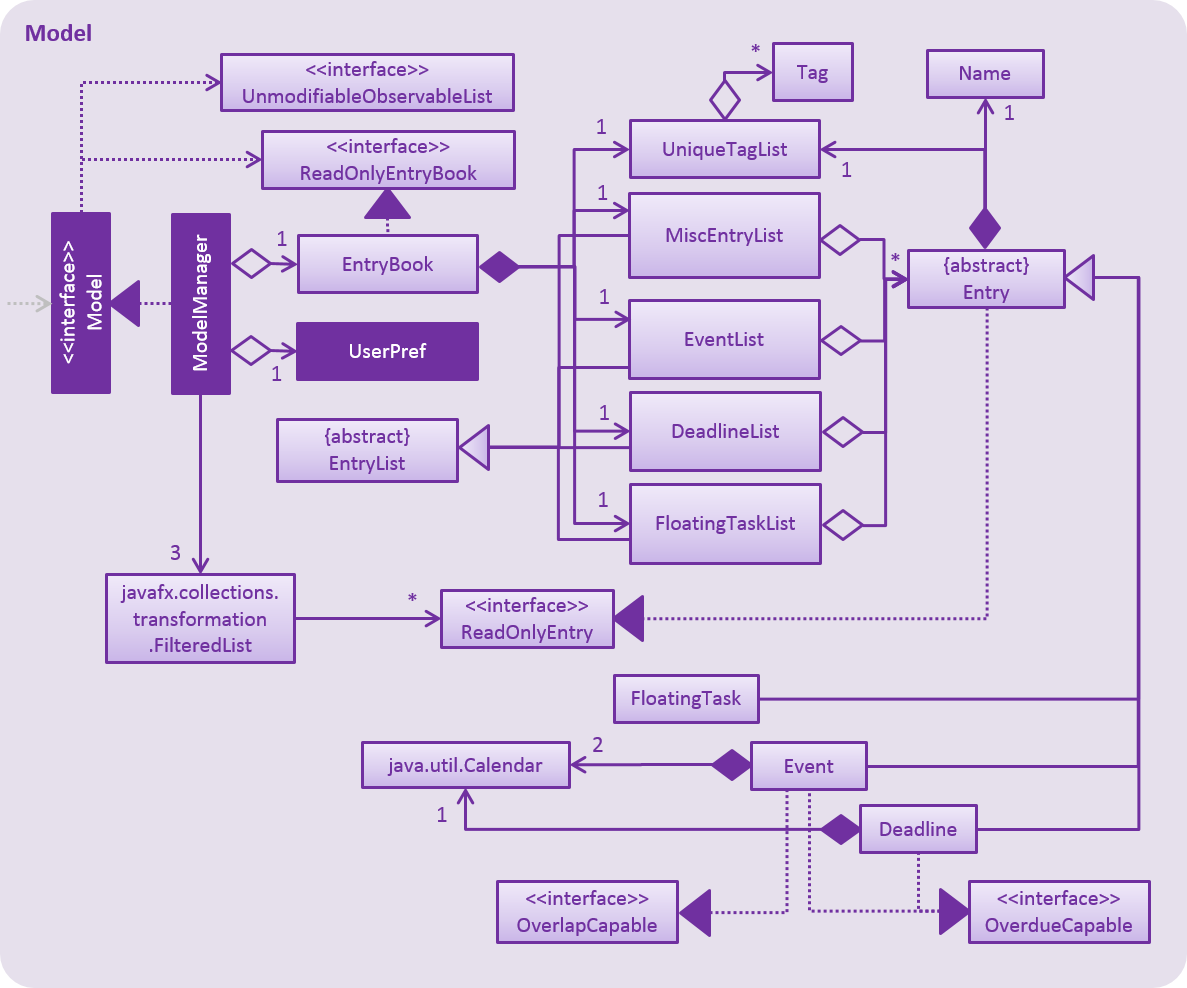 Model
<<interface>>
UnmodifiableObservableList
<<interface>>
ReadOnlyEntryBook
<<interface>>
Model
ModelManager
1
EntryBook
1
UserPref
{abstract}
EntryList
3
javafx.collections.
transformation
.FilteredList
*
<<interface>>
ReadOnlyEntry
*
Tag
Name
1
1
UniqueTagList
1
1
MiscEntryList
*
{abstract}
Entry
1
EventList
1
DeadlineList
1
FloatingTaskList
FloatingTask
java.util.Calendar
2
Event
1
Deadline
<<interface>>
OverlapCapable
<<interface>>
OverdueCapable